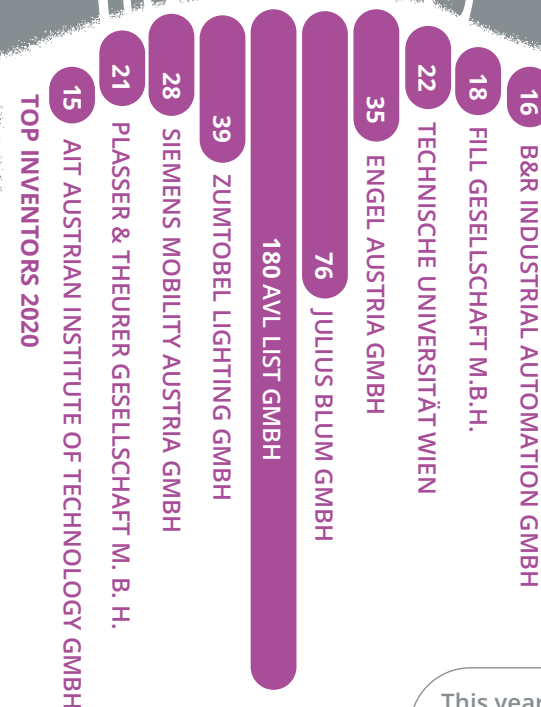 16 B&R INDUSTRIAL AUTOMATION GMBH
18 FILL GESELLSCHAFT M.B.H.
22 TECHNISCHE UNIVERSITÄT WIEN
35 ENGEL AUSTRIA GMBH
76 JULIUS BLUM GMBH
180 AVL LIST GMBH
39 ZUMTOBEL LIGHTING GMBH
28 SIEMENS MOBILITY AUSTRIA GMBH
21 PLASSER & THEURER GESELLSCHAFT M. B. H.
15 AIT AUSTRIAN INSTITUTE OF TECHNOLOGY GMBH
TOP INVENTORS 2020
This year